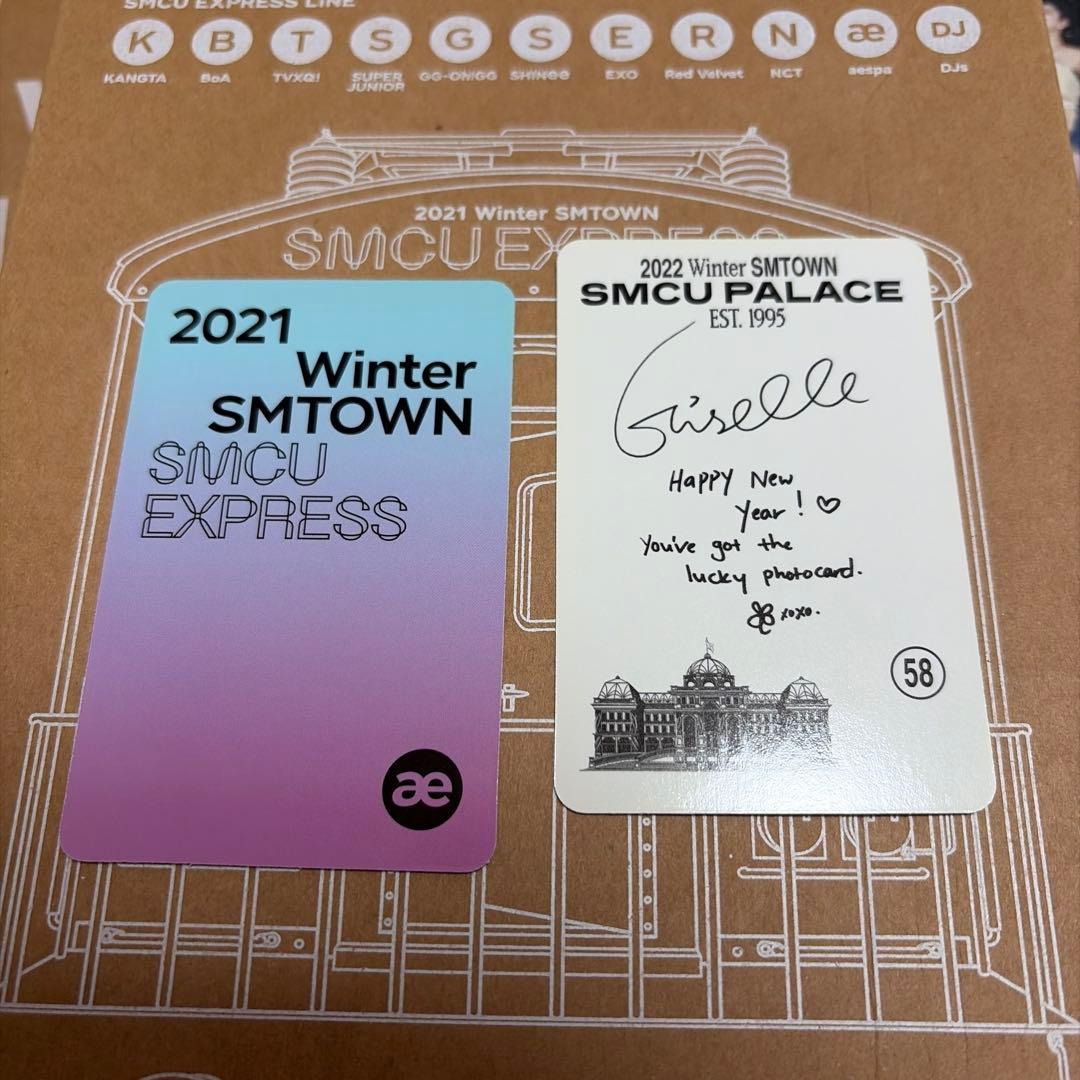 SMCU EXPRESS LINE
K B T S G S E R N æ DJ
KANGTA BoA TVXQ! SUPER JUNIOR GG-OH!GG SHINee EXO Red Velvet NCT aespa DJs
2021 Winter SMTOWN
SMCU EXPRESS
2021
Winter
SMTOWN
SMCU
EXPRESS
æ
2022 Winter SMTOWN
SMCU PALACE
EST. 1995
Giselle
Happy New
Year! ♡
You've got the
lucky photocard.
xoxo.
58